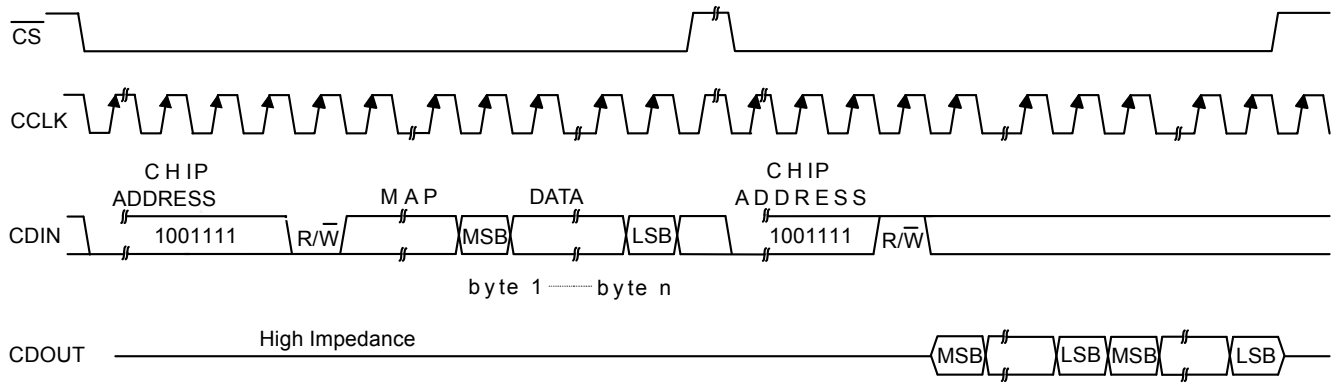 CS
CCLK
CHIP
ADDRESS
MAP
DATA
CHIP
ADDRESS
CDIN
1001111
R/W
MSB
LSB
1001111
R/W
byte 1
byte n
High Impedance
CDOUT
MSB
LSB
MSB
LSB